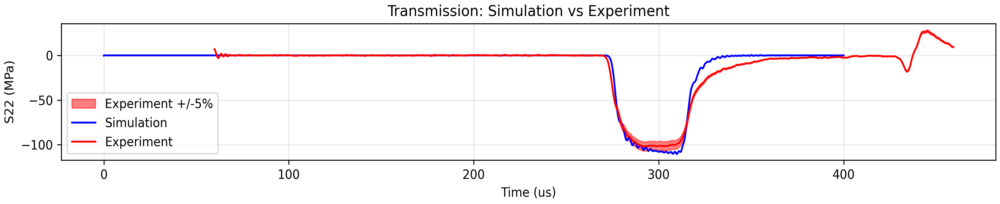 Transmission: Simulation vs Experiment
S22 (MPa)
0
−50
−100
Experiment +/-5%
Simulation
Experiment
0 100 200 300 400
Time (us)